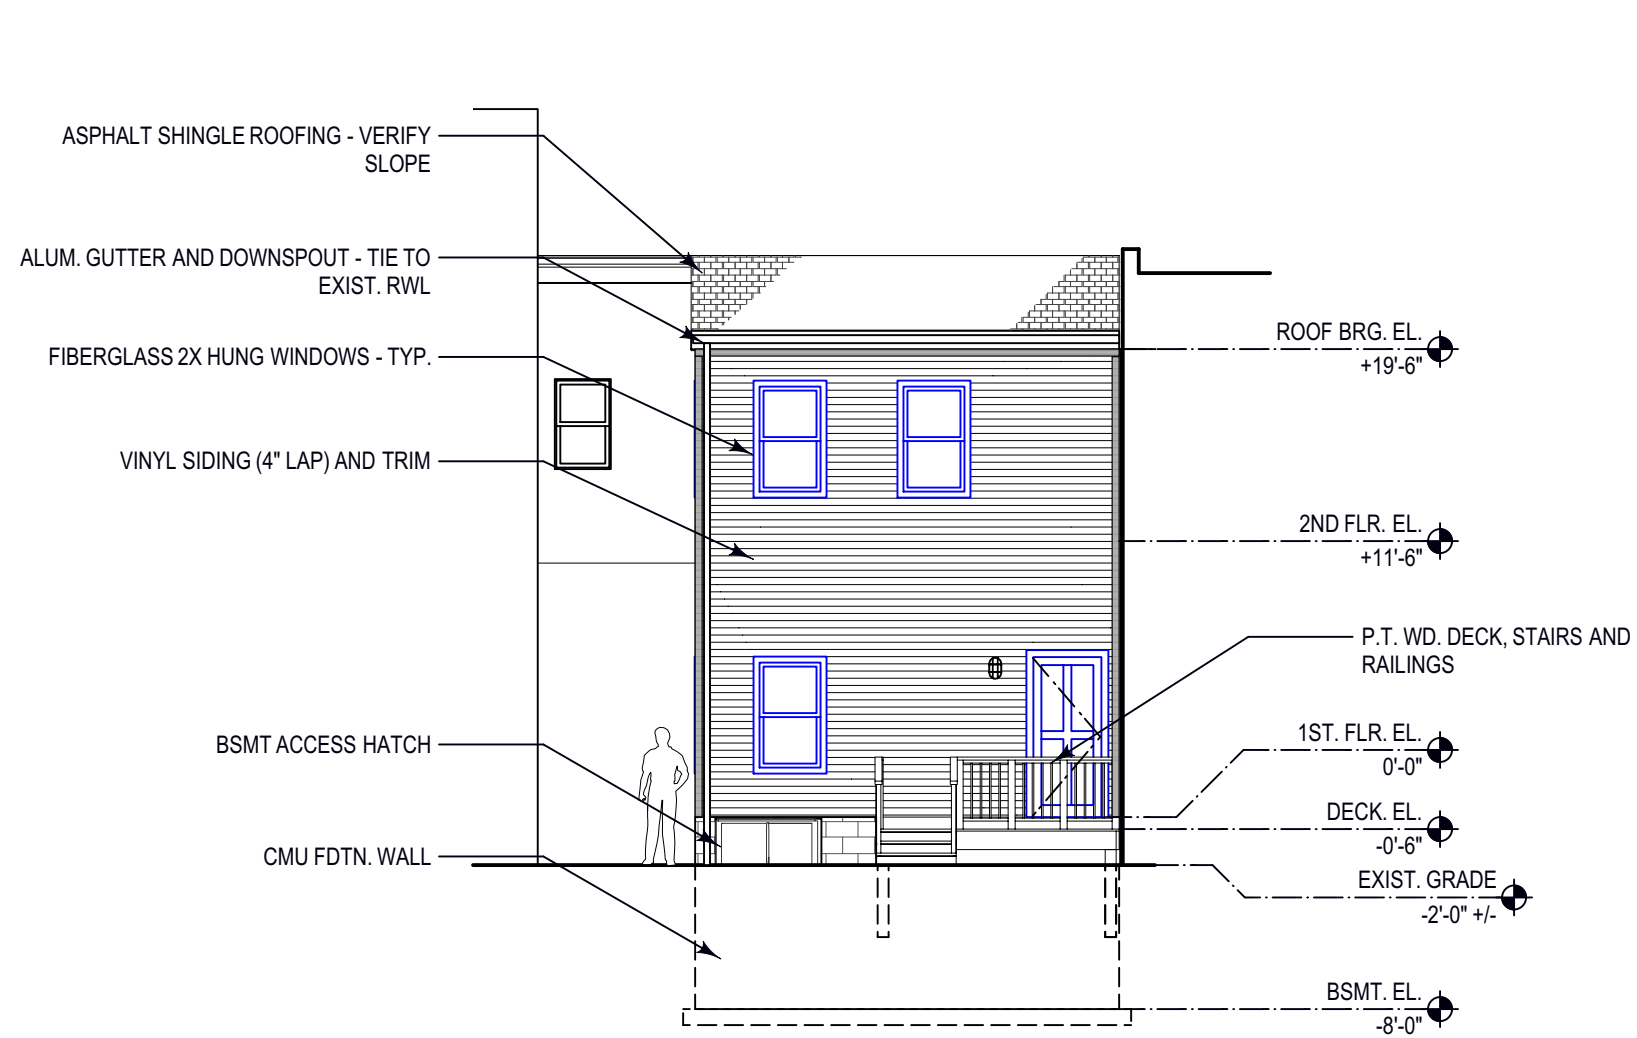 ASPHALT SHINGLE ROOFING - VERIFY
SLOPE
ALUM. GUTTER AND DOWNSPOUT - TIE TO
EXIST. RWL
FIBERGLASS 2X HUNG WINDOWS - TYP.
VINYL SIDING (4" LAP) AND TRIM
BSMT ACCESS HATCH
CMU FDTN. WALL
ROOF BRG. EL.
+19'-6"
2ND FLR. EL.
+11'-6"
P.T. WD. DECK, STAIRS AND
RAILINGS
1ST. FLR. EL.
0'-0"
DECK. EL.
-0'-6"
EXIST. GRADE
-2'-0" +/-
BSMT. EL.
-8'-0"